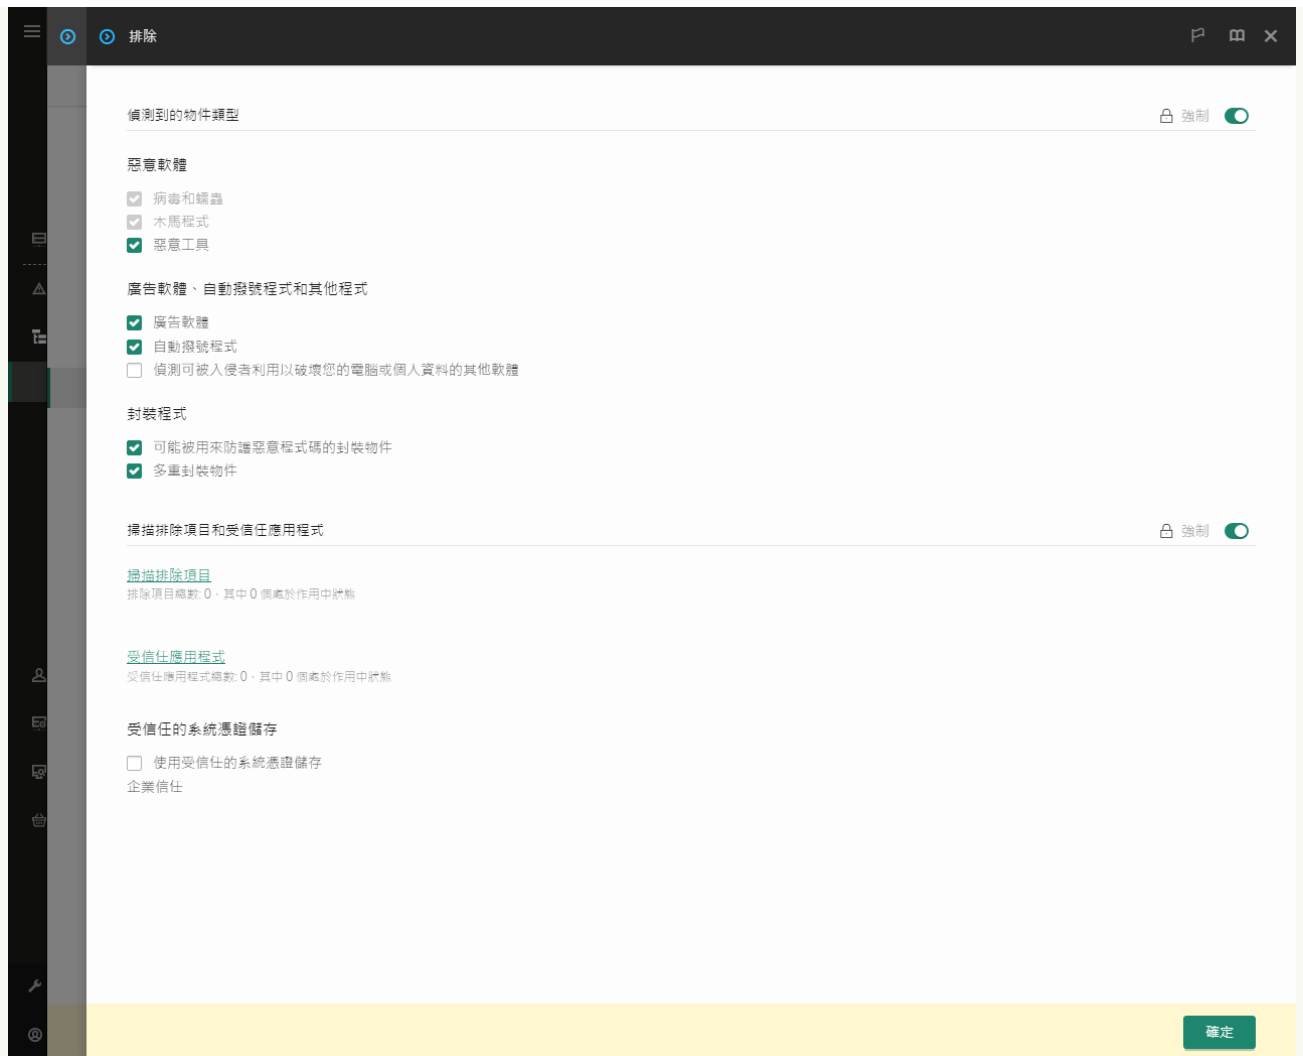 排除
偵測到的物件類型
強制
惡意軟體
病毒和蠕蟲
木馬程式
惡意工具
廣告軟體、自動撥號程式和其他程式
廣告軟體
自動撥號程式
偵測可被入侵者利用以破壞您的電腦或個人資料的其他軟體
封裝程式
可能被用來防護惡意程式碼的封裝物件
多重封裝物件
掃描排除項目和受信任應用程式
強制
掃描排除項目
排除項目總數: 0，其中 0 個處於作用中狀態
受信任應用程式
受信任應用程式總數: 0，其中 0 個處於作用中狀態
受信任的系統憑證儲存
使用受信任的系統憑證儲存
企業信任
確定